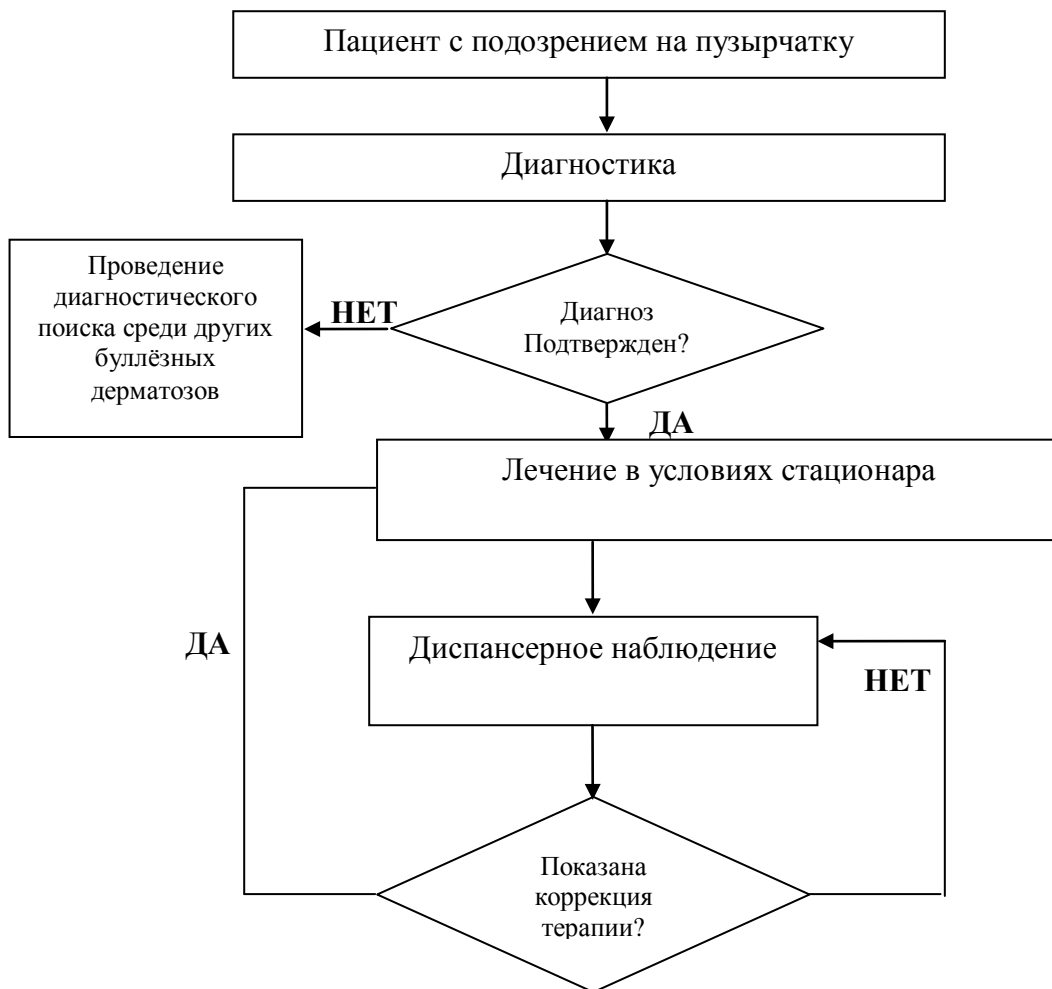 Пациент с подозрением на пузырчатку
Диагностика
Проведение
диагностического
поиска среди других
буллёзных
дерматозов
НЕТ
Диагноз
Подтвержден?
ДА
Лечение в условиях стационара
ДА
Диспансерное наблюдение
НЕТ
Показана
коррекция
терапии?